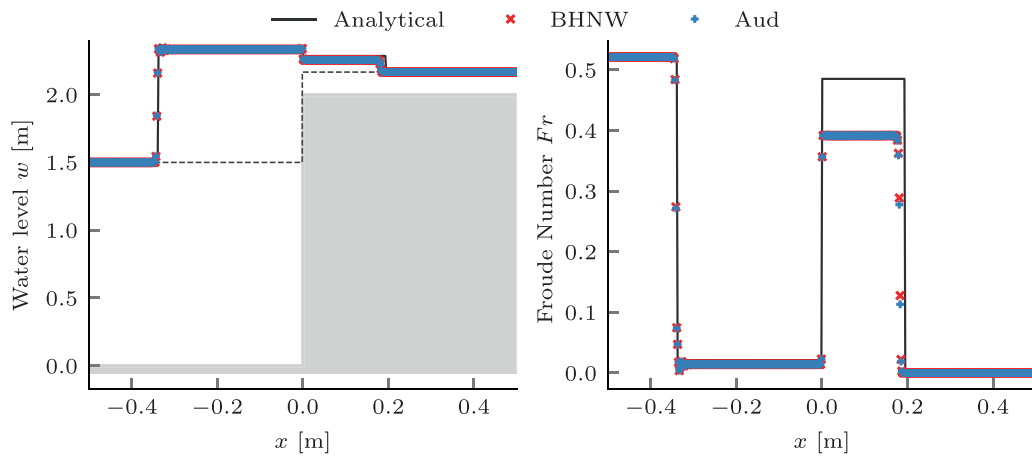 Analytical BHNW Aud
Water level w [m]
2.0
1.5
1.0
0.5
0.0
−0.4 −0.2 0.0 0.2 0.4
x [m]
Froude Number Fr
0.5
0.4
0.3
0.2
0.1
0.0
−0.4 −0.2 0.0 0.2 0.4
x [m]